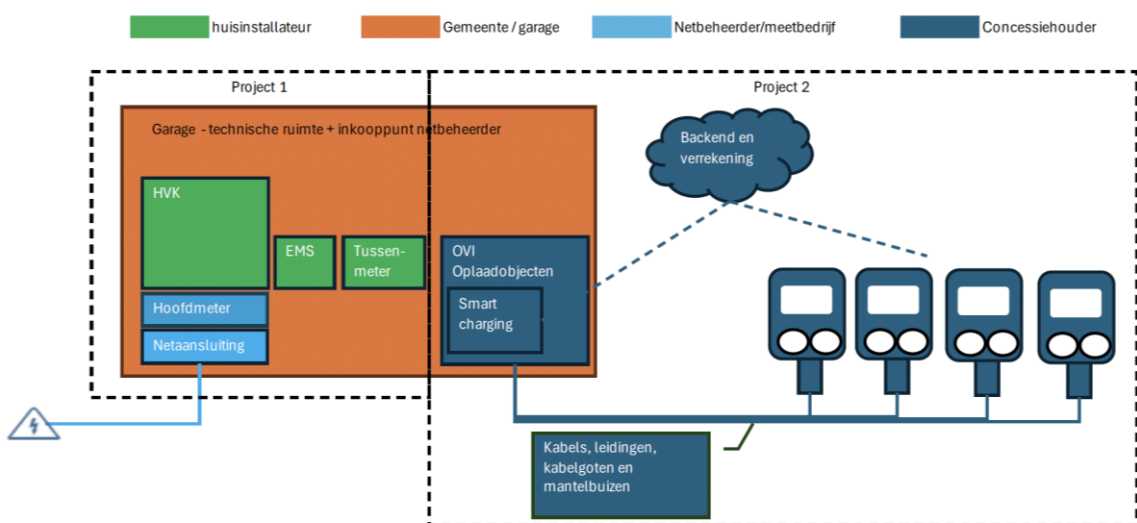 huisinstallateur
Gemeente / garage
Netbeheerder/meetbedrijf
Concessiehouder
Project 1
Project 2
Garage - technische ruimte + inkooppunt netbeheerder
Backend en
verrekening
HVK
EMS
Tussen-
meter
OVI
Oplaadobjecten
Smart
charging
Hoofdmeter
Netaansluiting
Kabels, leidingen,
kabelgoten en
mantelbuizen